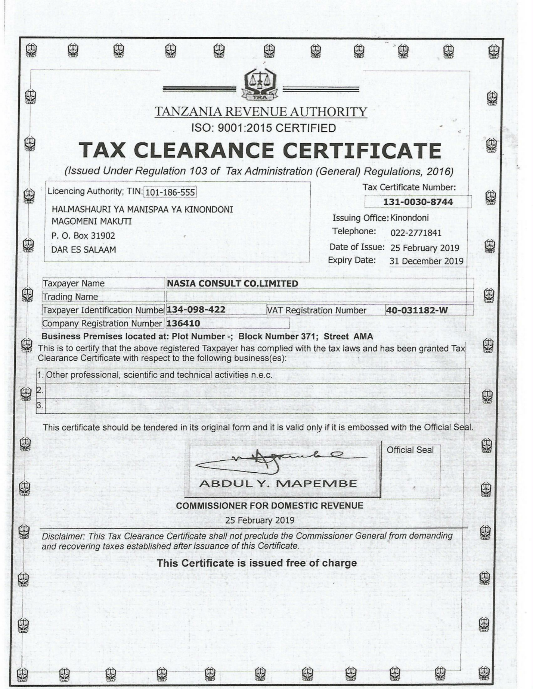 TRA
TANZANIA REVENUE AUTHORITY
ISO: 9001:2015 CERTIFIED
TAX CLEARANCE CERTIFICATE
(Issued Under Regulation 103 of Tax Administration (General) Regulations, 2016)
Licencing Authority; TIN: 101-186-555
HALMASHAURI YA MANISPAA YA KINONDONI
MAGOMENI MAKUTI
P. O. Box 31902
DAR ES SALAAM
Tax Certificate Number:
131-0030-8744
Issuing Office: Kinondoni
Telephone: 022-2771841
Date of Issue: 25 February 2019
Expiry Date: 31 December 2019
Taxpayer Name NASIA CONSULT CO.LIMITED
Trading Name
Taxpayer Identification Number 134-098-422 VAT Registration Number 40-031182-W
Company Registration Number 136410
Business Premises located at: Plot Number -; Block Number 371; Street AMA
This is to certify that the above registered Taxpayer has complied with the tax laws and has been granted Tax
Clearance Certificate with respect to the following business(es):
1. Other professional, scientific and technical activities n.e.c.
2.
3.
This certificate should be tendered in its original form and it is valid only if it is embossed with the Official Seal.
Official Seal
ABDUL Y. MAPEMBE
COMMISSIONER FOR DOMESTIC REVENUE
25 February 2019
Disclaimer: This Tax Clearance Certificate shall not preclude the Commissioner General from demanding
and recovering taxes established after issuance of this Certificate.
This Certificate is issued free of charge